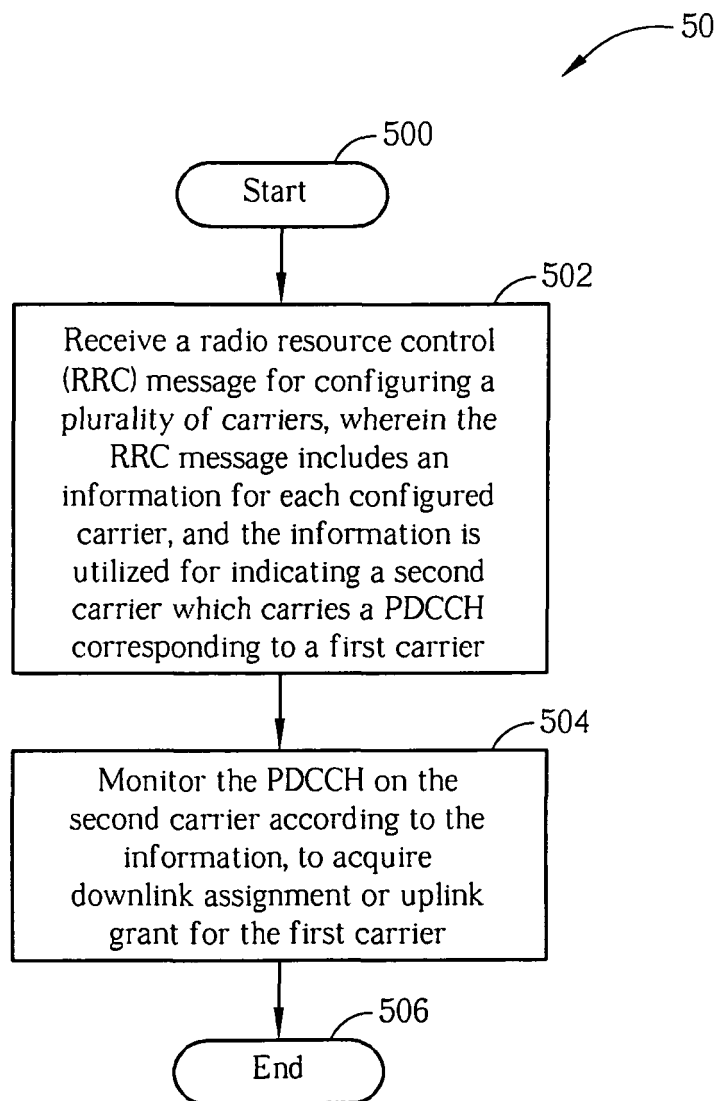 50
500
Start
502
Receive a radio resource control
(RRC) message for configuring a
plurality of carriers, wherein the
RRC message includes an
information for each configured
carrier, and the information is
utilized for indicating a second
carrier which carries a PDCCH
corresponding to a first carrier
504
Monitor the PDCCH on the
second carrier according to the
information, to acquire
downlink assignment or uplink
grant for the first carrier
506
End